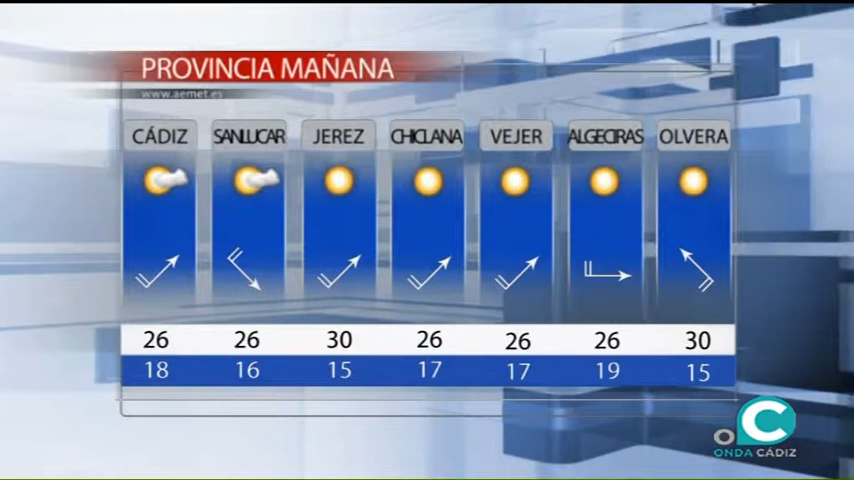 PROVINCIA MAÑANA
www.aemet.es
CÁDIZ SANLUCAR JEREZ CHICLANA VEJER ALGECIRAS OLVERA
26 26 30 26 26 26 30
18 16 15 17 17 19 15
O
C
ONDA CÁDIZ